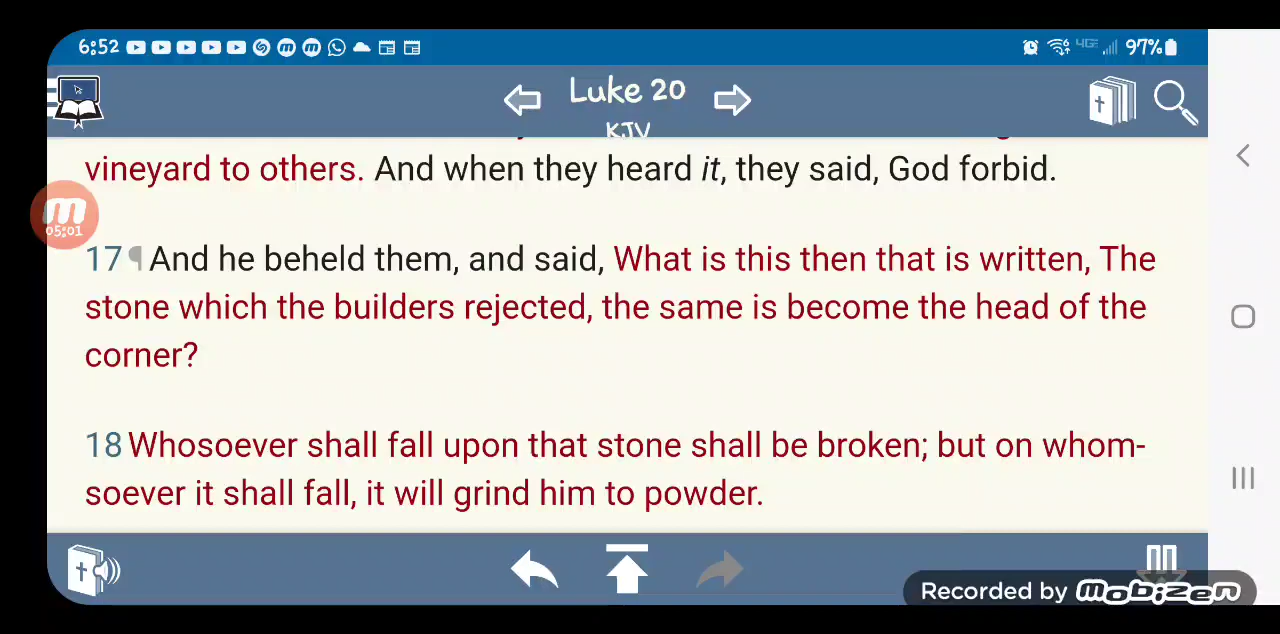 6:52 4GE 97%
Luke 20
KJV
vineyard to others. And when they heard it, they said, God forbid.
05:01
17 ¶ And he beheld them, and said, What is this then that is written, The
stone which the builders rejected, the same is become the head of the
corner?
18 Whosoever shall fall upon that stone shall be broken; but on whom-
soever it shall fall, it will grind him to powder.
Recorded by mobizen